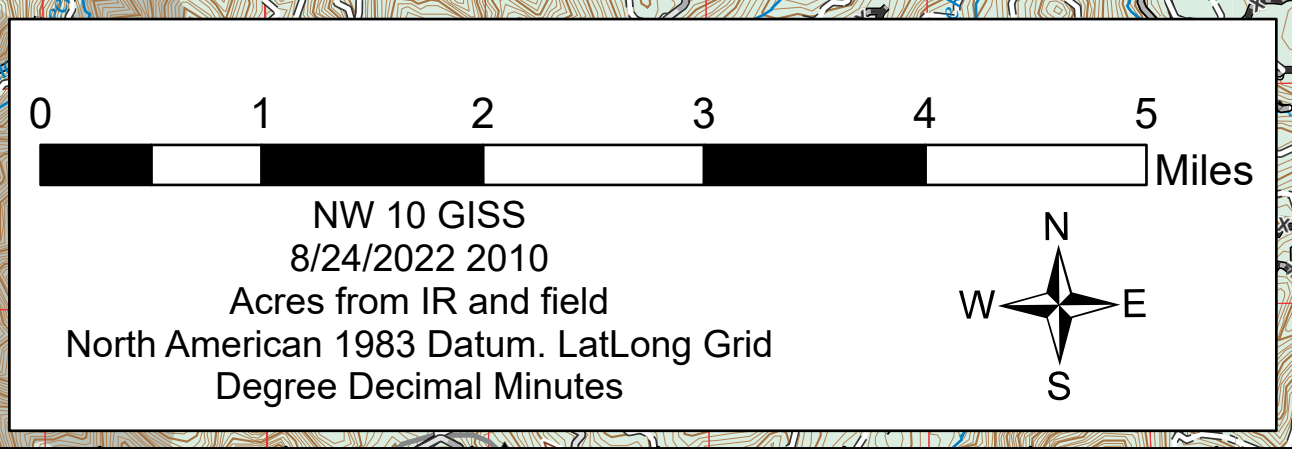 0 1 2 3 4 5
Miles
NW 10 GISS
8/24/2022 2010
Acres from IR and field
North American 1983 Datum. LatLong Grid
Degree Decimal Minutes
N
W E
S